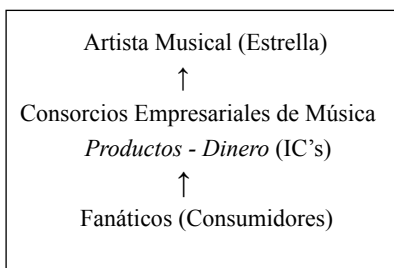 Artista Musical (Estrella)
↑
Consorcios Empresariales de Música
Productos - Dinero (IC’s)
↑
Fanáticos (Consumidores)